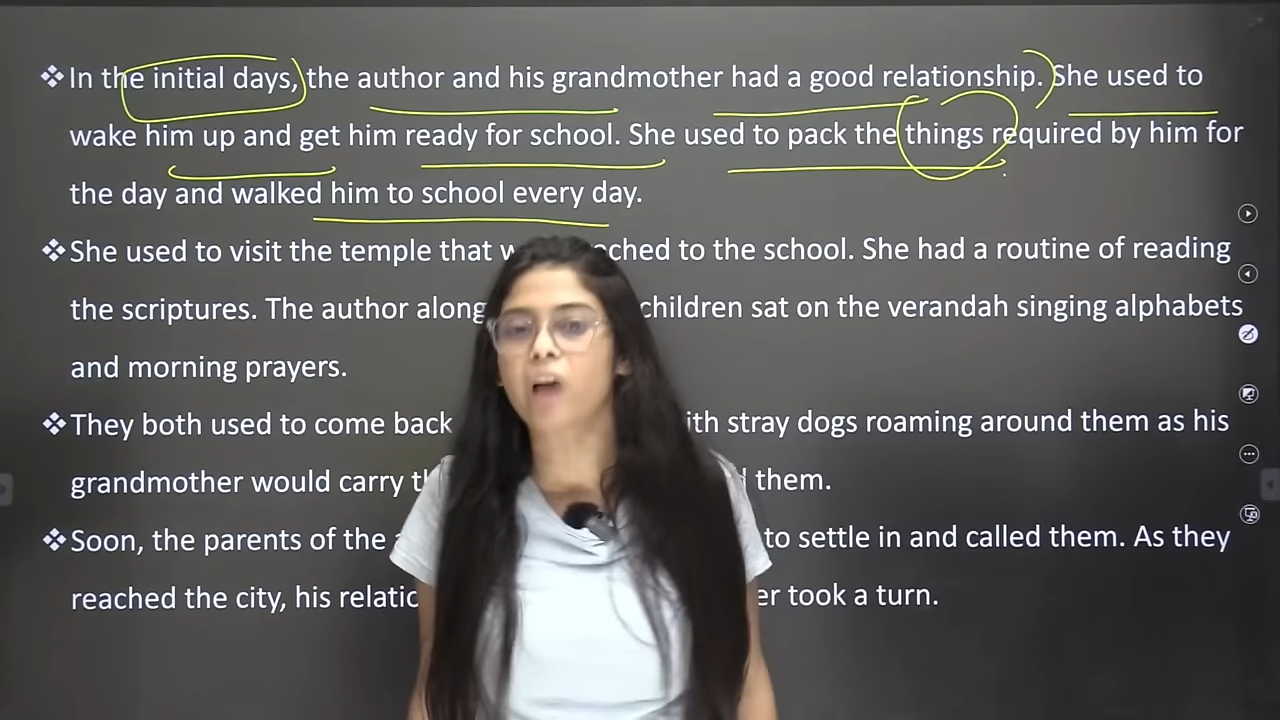 ❖ In the initial days, the author and his grandmother had a good relationship. She used to
wake him up and get him ready for school. She used to pack the things required by him for
the day and walked him to school every day.
❖ She used to visit the temple that to the school. She had a routine of reading
the scriptures. The author along children sat on the verandah singing alphabets
and morning prayers.
❖ They both used to come back stray dogs roaming around them as his
grandmother would carry them.
❖ Soon, the parents of the to settle in and called them. As they
reached the city, his took a turn.